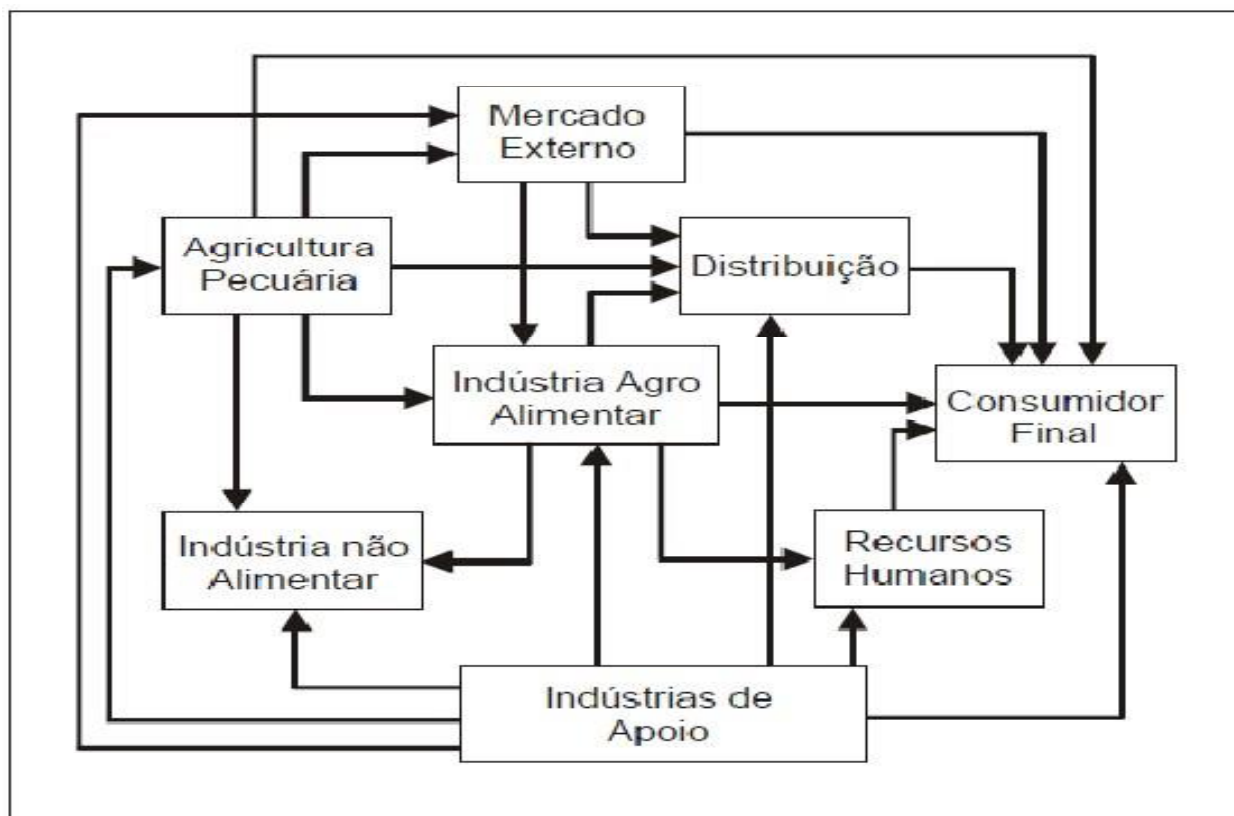 Mercado
Externo
Agricultura
Pecuária
Distribuição
Indústria Agro
Alimentar
Consumidor
Final
Indústria não
Alimentar
Recursos
Humanos
Indústrias de
Apoio